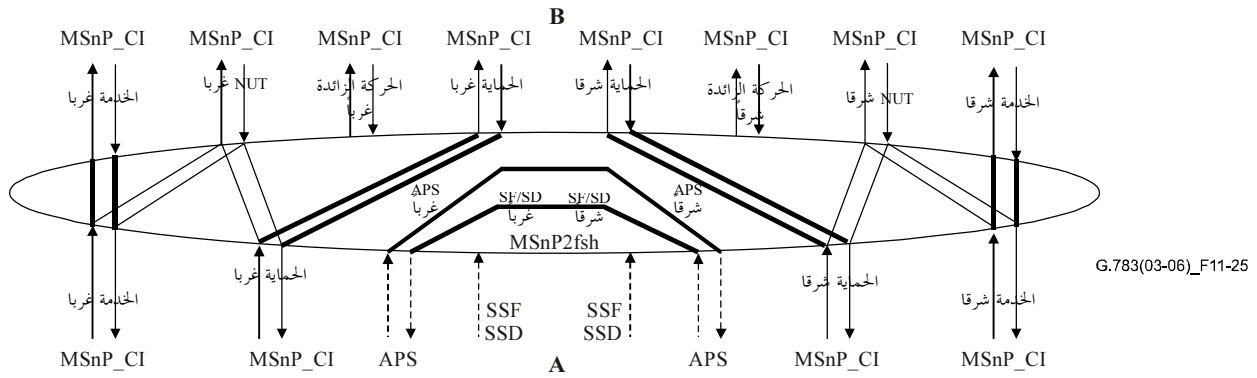 B
MSnP_CI MSnP_CI MSnP_CI MSnP_CI MSnP_CI MSnP_CI MSnP_CI MSnP_CI
الخدمة غربا
NUT غربا
الحركة الزائدة
غرباً
الحماية غربا
الحماية شرقا
الحركة الزائدة
شرقاً
NUT شرقا
الخدمة شرقا
APS
غرباً
SF/SD
غرباً
SF/SD
شرقاً
APS
شرقاً
MSnP2fsh
الخدمة غربا
الحماية غربا
الحماية شرقا
الخدمة شرقا
G.783(03-06)_F11-25
SSF
SSD
SSF
SSD
MSnP_CI MSnP_CI APS APS MSnP_CI MSnP_CI
A